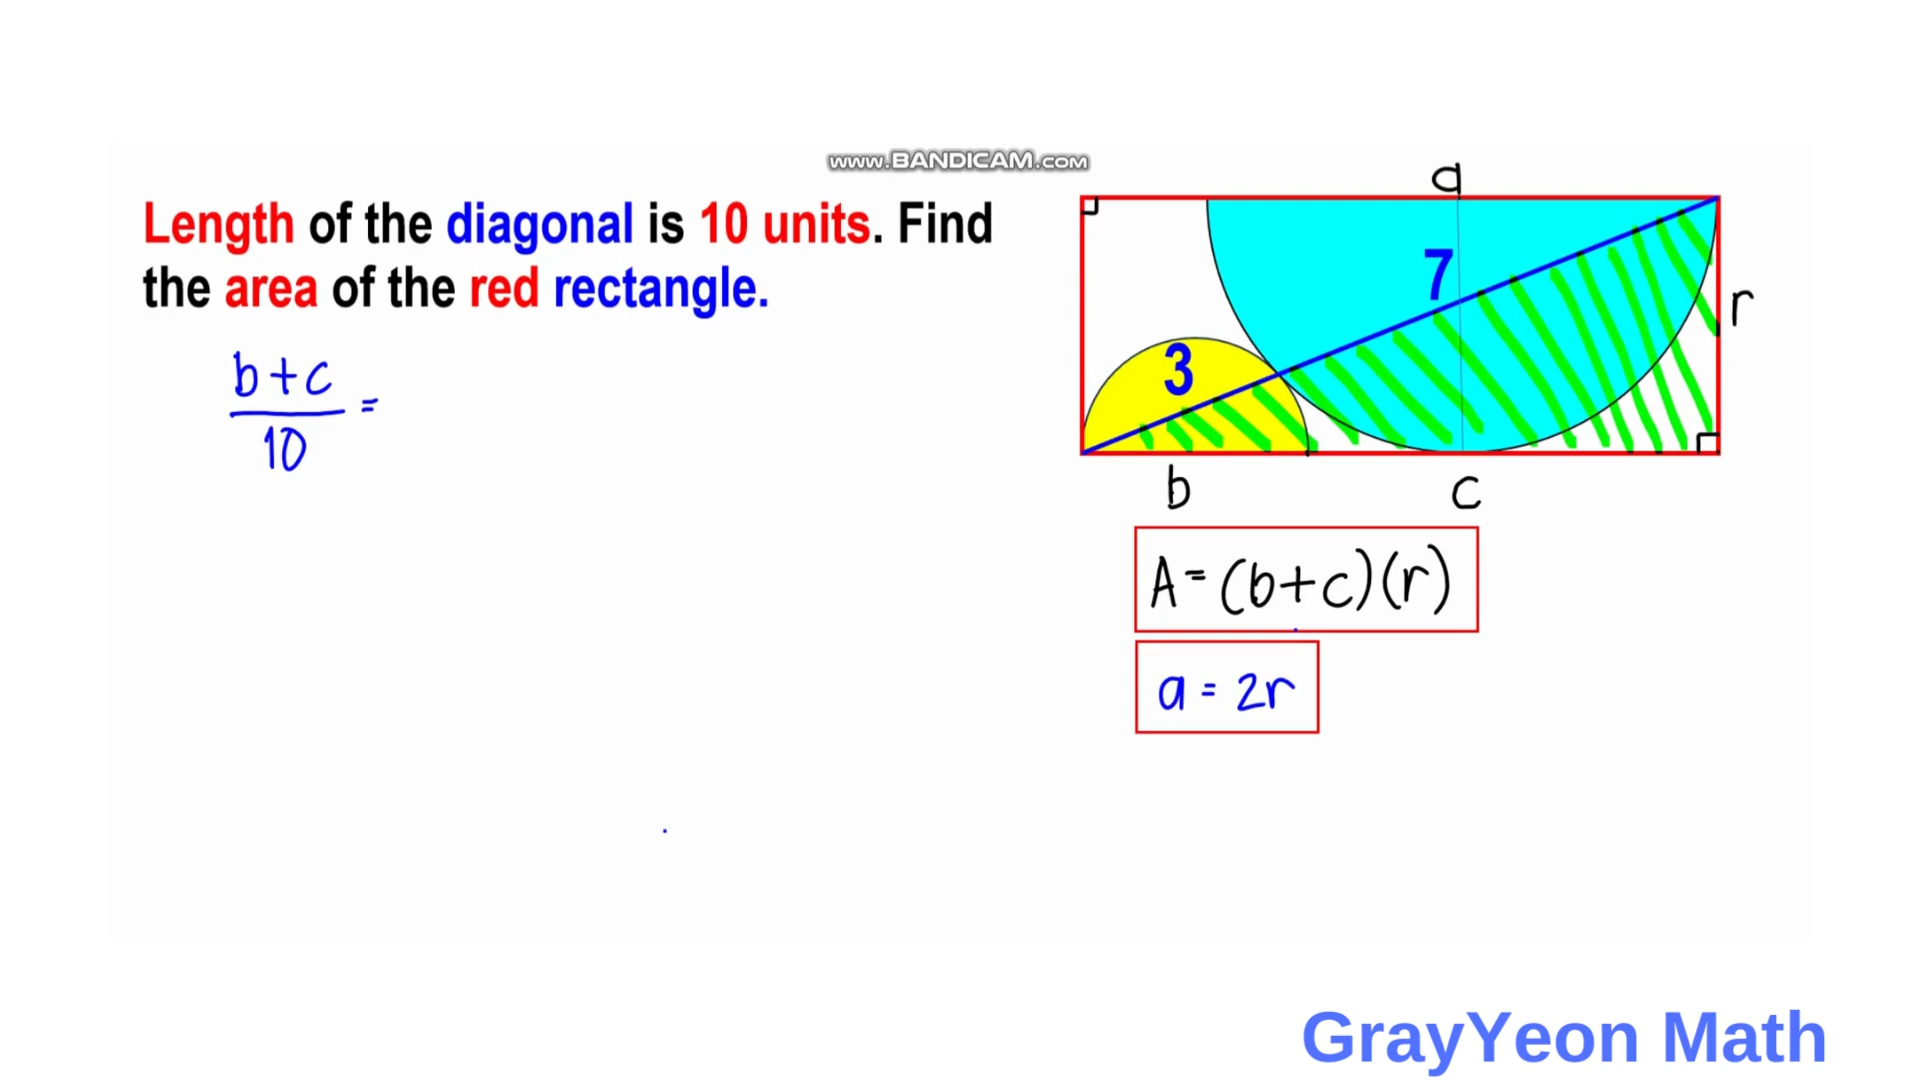 www.BANDICAM.com
Length of the diagonal is 10 units. Find
the area of the red rectangle.
b+c
10
=
a
7
3
r
b
c
A=(b+c)(r)
a = 2r
GrayYeon Math